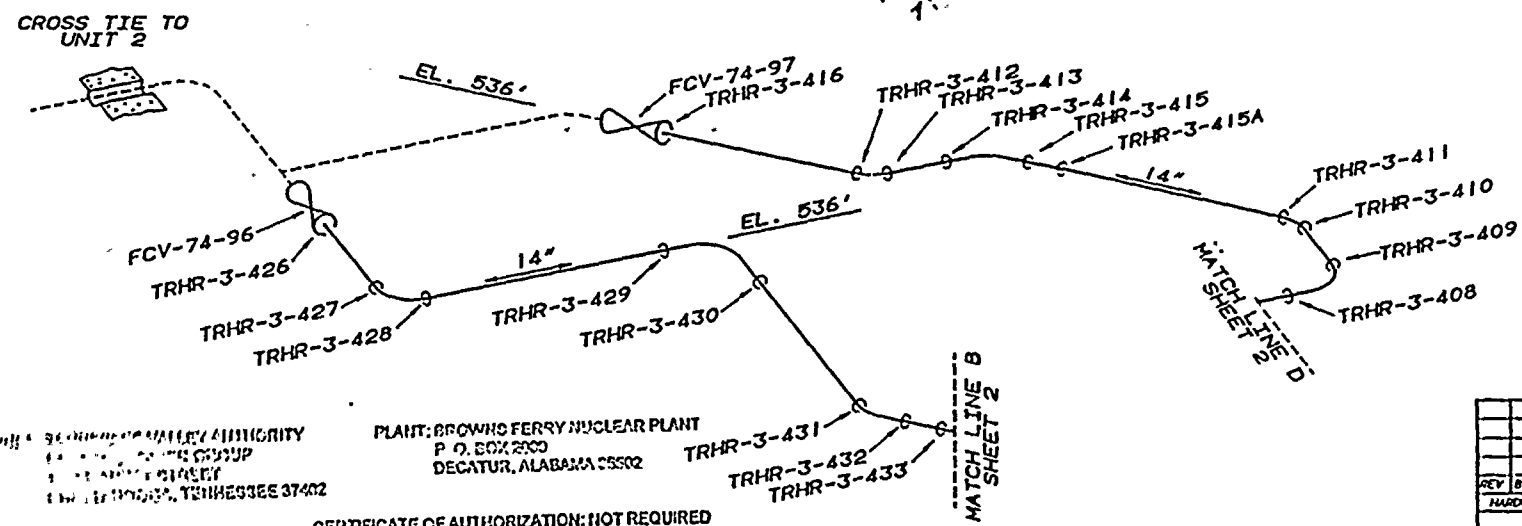 CROSS TIE TO
UNIT 2
EL. 536'
FCV-74-97
TRHR-3-416
TRHR-3-412
TRHR-3-413
TRHR-3-414
TRHR-3-415
TRHR-3-415A
14"
TRHR-3-411
TRHR-3-410
TRHR-3-409
TRHR-3-408
MATCH LINE D
SHEET 2
FCV-74-96
TRHR-3-426
TRHR-3-427
TRHR-3-428
14"
EL. 536'
TRHR-3-429
TRHR-3-430
TRHR-3-431
TRHR-3-432
TRHR-3-433
MATCH LINE B
SHEET 2
VALLEY AUTHORITY
GROUP
STREET
TENNESSEE 37402
PLANT: BROWNS FERRY NUCLEAR PLANT
P. O. BOX 2000
DECATUR, ALABAMA 35602
CERTIFICATE OF AUTHORIZATION: NOT REQUIRED
REV